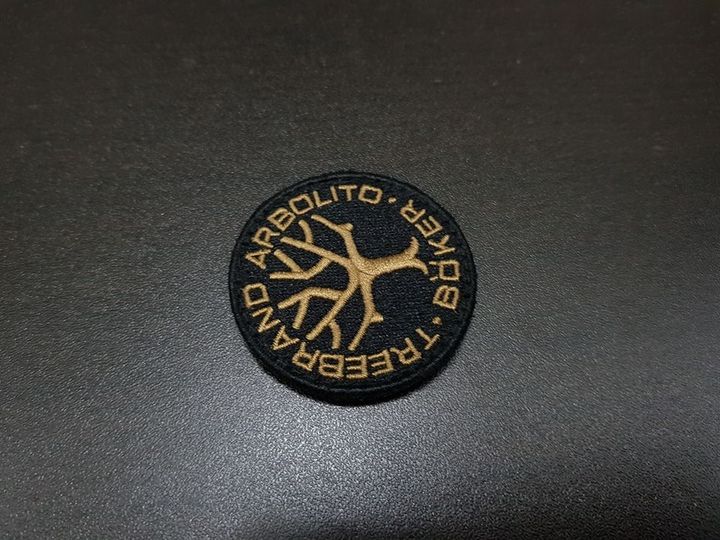 BÖKER · TREEBRAND ARBOLITO ·